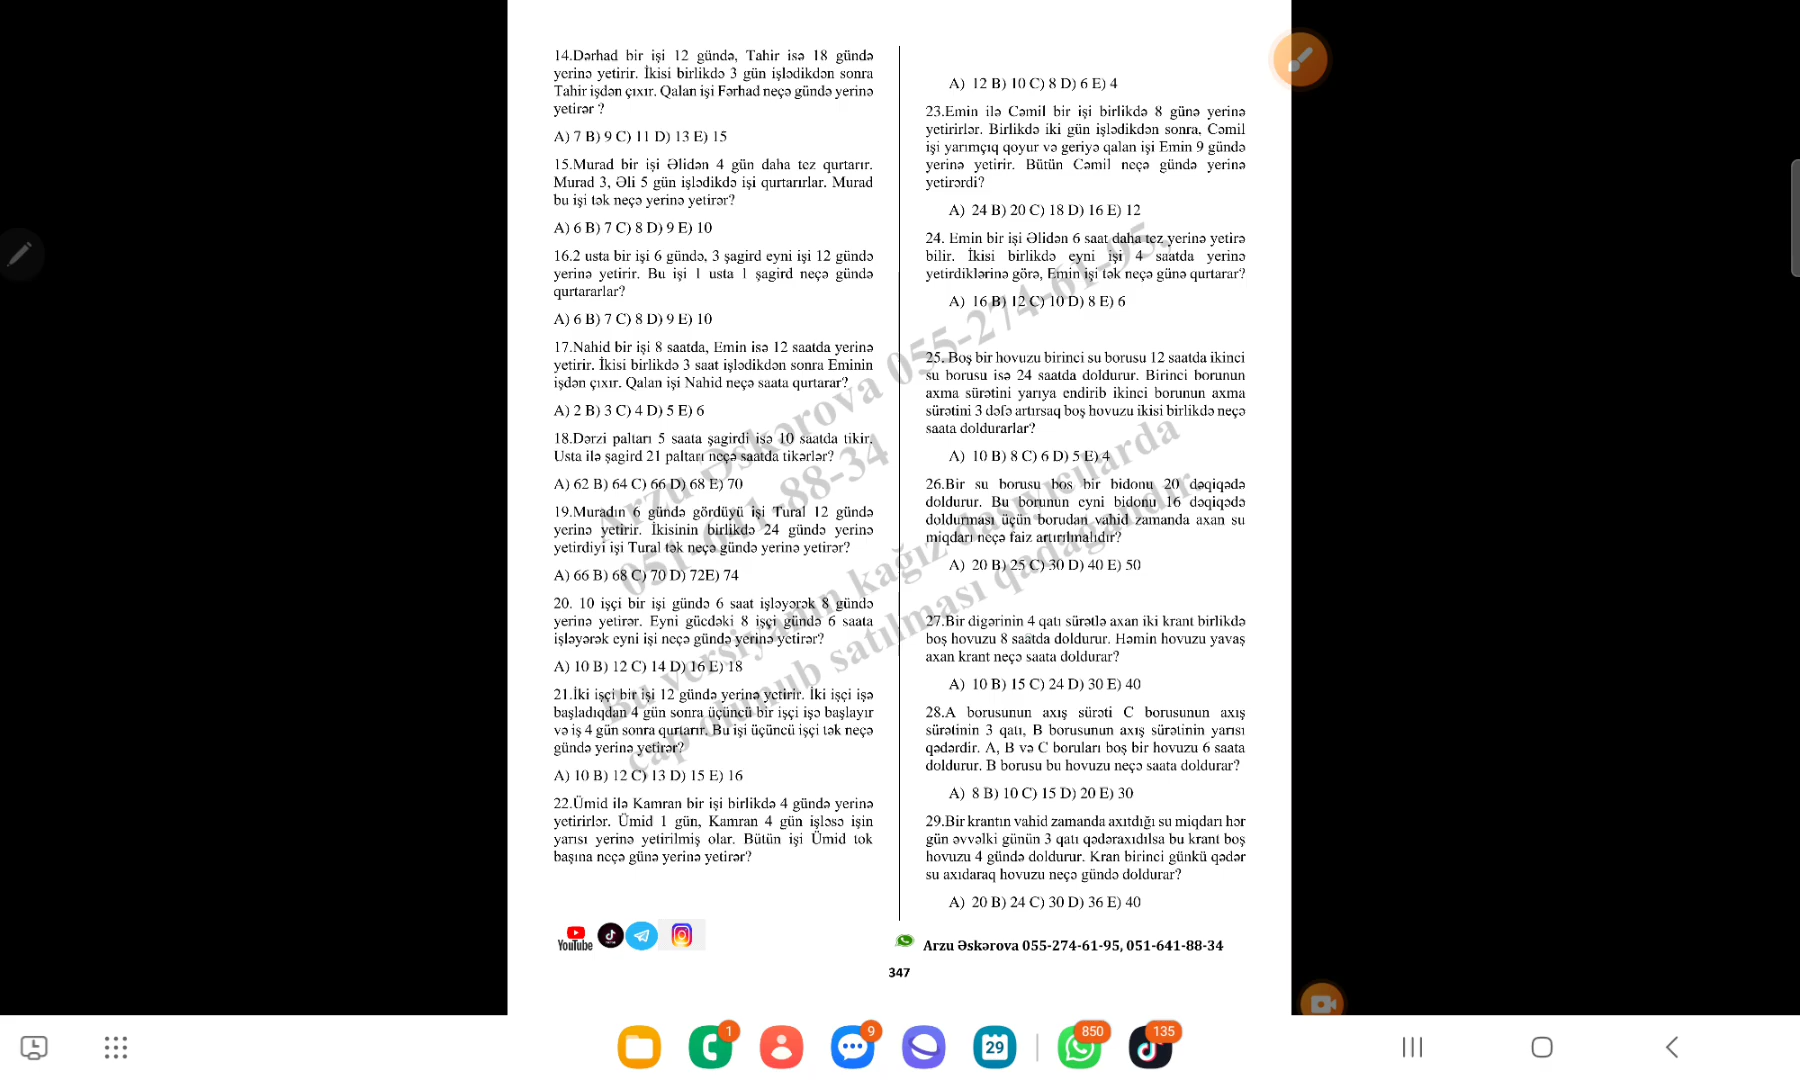 14.Dərhad bir işi 12 gündə, Tahir isə 18 gündə
yerinə yetirir. İkisi birlikdə 3 gün işlədikdən sonra
Tahir işdən çıxır. Qalan işi Fərhad neçə gündə yerinə
yetirər ?
A) 7 B) 9 C) 11 D) 13 E) 15
15.Murad bir işi Əlidən 4 gün daha tez qurtarır.
Murad 3, Əli 5 gün işlədikdə işi qurtarırlar. Murad
bu işi tək neçə yerinə yetirər?
A) 6 B) 7 C) 8 D) 9 E) 10
16.2 usta bir işi 6 gündə, 3 şagird eyni işi 12 gündə
yerinə yetirir. Bu işi 1 usta 1 şagird neçə gündə
qurtararlar?
A) 6 B) 7 C) 8 D) 9 E) 10
17.Nahid bir işi 8 saatda, Emin isə 12 saatda yerinə
yetirir. İkisi birlikdə 3 saat işlədikdən sonra Eminin
işdən çıxır. Qalan işi Nahid neçə saata qurtarar?
A) 2 B) 3 C) 4 D) 5 E) 6
18.Dərzi paltarı 5 saata şagirdi isə 10 saatda tikir.
Usta ilə şagird 21 paltarı neçə saatda tikərlər?
A) 62 B) 64 C) 66 D) 68 E) 70
19.Muradın 6 gündə gördüyü işi Tural 12 gündə
yerinə yetirir. İkisinin birlikdə 24 gündə yerinə
yetirdiyi işi Tural tək neçə gündə yerinə yetirər?
A) 66 B) 68 C) 70 D) 72E) 74
20. 10 işçi bir işi gündə 6 saat işləyərək 8 gündə
yerinə yetirər. Eyni gücdəki 8 işçi gündə 6 saata
işləyərək eyni işi neçə gündə yerinə yetirər?
A) 10 B) 12 C) 14 D) 16 E) 18
21.İki işçi bir işi 12 gündə yerinə yetirir. İki işçi işə
başladıqdan 4 gün sonra üçüncü bir işçi işə başlayır
və iş 4 gün sonra qurtarır. Bu işi üçüncü işçi tək neçə
gündə yerinə yetirər?
A) 10 B) 12 C) 13 D) 15 E) 16
22.Ümid ilə Kamran bir işi birlikdə 4 gündə yerinə
yetirirlər. Ümid 1 gün, Kamran 4 gün işləsə işin
yarısı yerinə yetirilmiş olar. Bütün işi Ümid tok
başına neçə günə yerinə yetirər?
A) 12 B) 10 C) 8 D) 6 E) 4
23.Emin ilə Cəmil bir işi birlikdə 8 günə yerinə
yetirirlər. Birlikdə iki gün işlədikdən sonra, Cəmil
işi yarımçıq qoyur və geriyə qalan işi Emin 9 gündə
yerinə yetirir. Bütün Cəmil neçə gündə yerinə
yetirərdi?
A) 24 B) 20 C) 18 D) 16 E) 12
24. Emin bir işi Əlidən 6 saat daha tez yerinə yetirə
bilir. İkisi birlikdə eyni işi 4 saatda yerinə
yetirdiklərinə görə, Emin işi tək neçə günə qurtarar?
A) 16 B) 12 C) 10 D) 8 E) 6
25. Boş bir hovuzu birinci su borusu 12 saatda ikinci
su borusu isə 24 saatda doldurur. Birinci borunun
axma sürətini yarıya endirib ikinci borunun axma
sürətini 3 dəfə artırsaq boş hovuzu ikisi birlikdə neçə
saata doldurarlar?
A) 10 B) 8 C) 6 D) 5 E) 4
26.Bir su borusu boş bir bidonu 20 dəqiqədə
doldurur. Bu borunun eyni bidonu 16 dəqiqədə
doldurması üçün borudan vahid zamanda axan su
miqdarı neçə faiz artırılmalıdır?
A) 20 B) 25 C) 30 D) 40 E) 50
27.Bir digərinin 4 qatı sürətlə axan iki krant birlikdə
boş hovuzu 8 saatda doldurur. Həmin hovuzu yavaş
axan krant neçə saata doldurar?
A) 10 B) 15 C) 24 D) 30 E) 40
28.A borusunun axış sürəti C borusunun axış
sürətinin 3 qatı, B borusunun axış sürətinin yarısı
qədərdir. A, B və C boruları boş bir hovuzu 6 saata
doldurur. B borusu bu hovuzu neçə saata doldurar?
A) 8 B) 10 C) 15 D) 20 E) 30
29.Bir krantın vahid zamanda axıtdığı su miqdarı hər
gün əvvəlki günün 3 qatı qədəraxıdılsa bu krant boş
hovuzu 4 gündə doldurur. Kran birinci günkü qədər
su axıdaraq hovuzu neçə gündə doldurar?
A) 20 B) 24 C) 30 D) 36 E) 40
Arzu Əskərova 055-274-61-95,
051-641-88-34
Bu versiyanın kağız daşıyıcılarda
çap olunub satılması qadağandır.
YouTube
Arzu Əskərova 055-274-61-95, 051-641-88-34
347
1
9
29
850
135